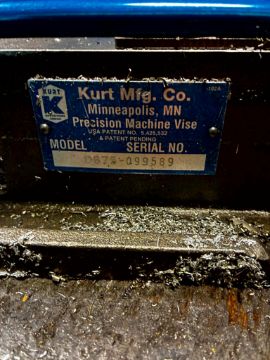 KURT
K
Kurt Mfg. Co.
Minneapolis, MN
Precision Machine Vise
USA PATENT NO. 5,425,532
& PATENT PENDING
MODEL SERIAL NO.
D675-099589